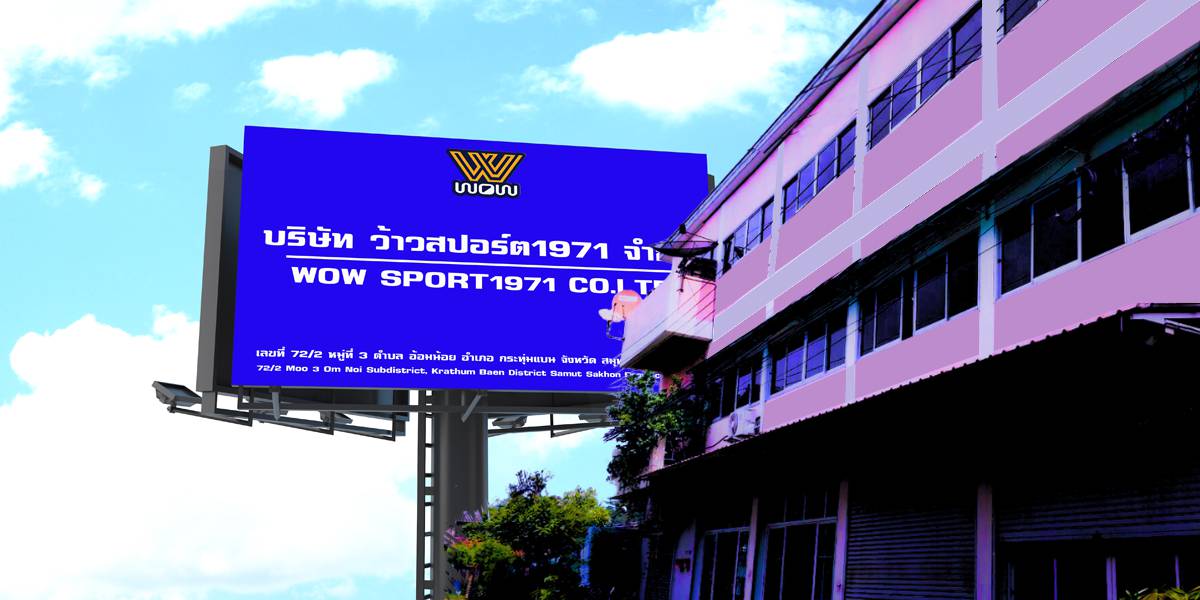 WOW
บริษัท ว้าวสปอร์ต1971
WOW SPORT1971 CO.LT
เลขที่ 72/2 หมู่ที่ 3 ตำบล อ้อมน้อย อำเภอ กระทุ่มแบน จังหวัด
72/2 Moo 3 Om Noi Subdistrict, Krathum Baen District Samut Sakhon